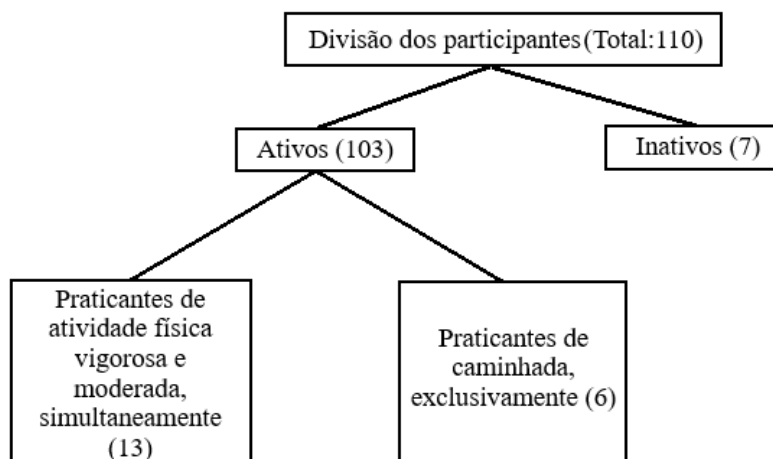 Divisão dos participantes(Total:110)
Ativos (103)
Inativos (7)
Praticantes de
atividade física
vigorosa e
moderada,
simultaneamente
(13)
Praticantes de
caminhada,
exclusivamente (6)